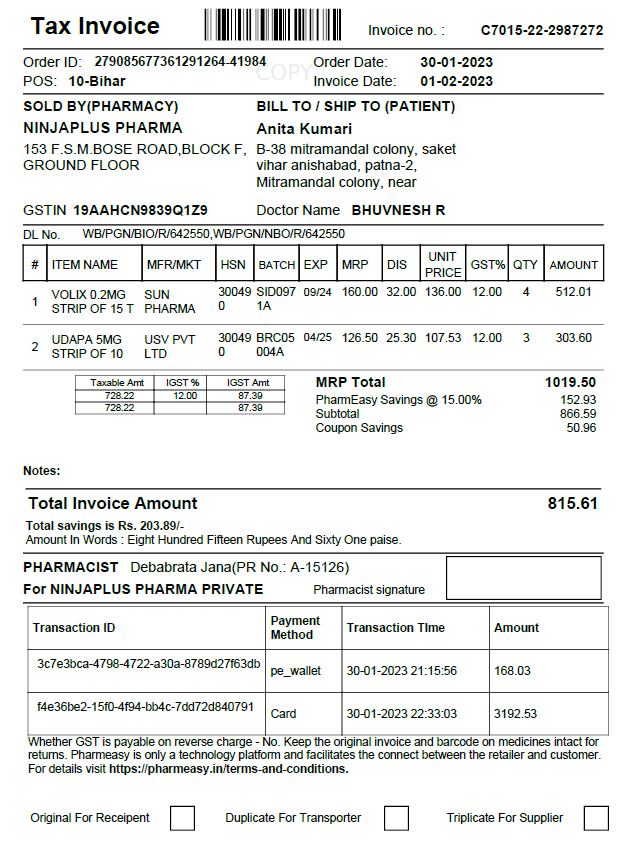 Tax Invoice
Invoice no. : C7015-22-2987272
Order ID: 279085677361291264-41984 Order Date: 30-01-2023
COPY
POS: 10-Bihar Invoice Date: 01-02-2023
SOLD BY(PHARMACY) BILL TO / SHIP TO (PATIENT)
NINJAPLUS PHARMA Anita Kumari
153 F.S.M.BOSE ROAD,BLOCK F, B-38 mitramandal colony, saket
GROUND FLOOR vihar anishabad, patna-2,
Mitramandal colony, near
GSTIN 19AAHCN9839Q1Z9 Doctor Name BHUVNESH R
DL No. WB/PGN/BIO/R/642550,WB/PGN/NBO/R/642550
# ITEM NAME MFR/MKT HSN BATCH EXP MRP DIS UNIT PRICE GST% QTY AMOUNT
1 VOLIX 0.2MG SUN 30049 SID097 09/24 160.00 32.00 136.00 12.00 4 512.01
STRIP OF 15 T PHARMA 0 1A
2 UDAPA 5MG USV PVT 30049 BRC05 04/25 126.50 25.30 107.53 12.00 3 303.60
STRIP OF 10 LTD 0 004A
Taxable Amt IGST % IGST Amt
728.22 12.00 87.39
728.22 87.39
MRP Total 1019.50
PharmEasy Savings @ 15.00% 152.93
Subtotal 866.59
Coupon Savings 50.96
Notes:
Total Invoice Amount 815.61
Total savings is Rs. 203.89/-
Amount In Words : Eight Hundred Fifteen Rupees And Sixty One paise.
PHARMACIST Debabrata Jana(PR No.: A-15126)
For NINJAPLUS PHARMA PRIVATE Pharmacist signature
Transaction ID Payment Method Transaction TIme Amount
3c7e3bca-4798-4722-a30a-8789d27f63db pe_wallet 30-01-2023 21:15:56 168.03
f4e36be2-15f0-4f94-bb4c-7dd72d840791 Card 30-01-2023 22:33:03 3192.53
Whether GST is payable on reverse charge - No. Keep the original invoice and barcode on medicines intact for
returns. Pharmeasy is only a technology platform and facilitates the connect between the retailer and customer.
For details visit https://pharmeasy.in/terms-and-conditions.
Original For Receipent Duplicate For Transporter Triplicate For Supplier